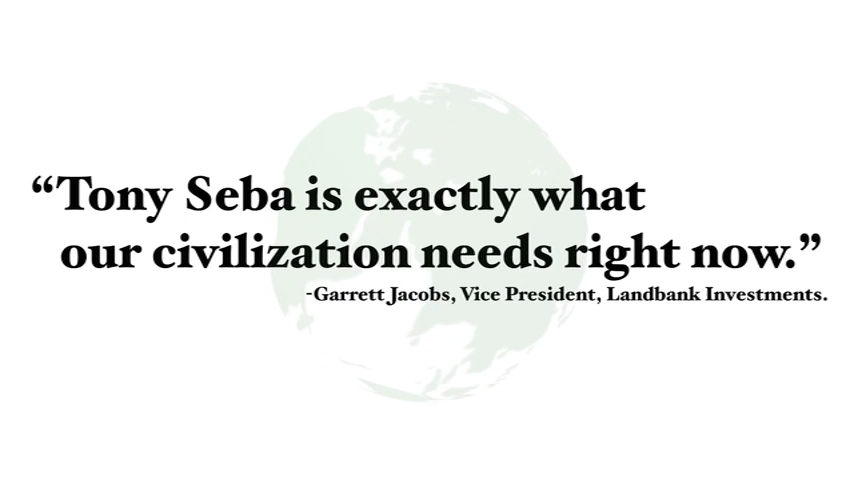 “Tony Seba is exactly what
our civilization needs right now.”
-Garrett Jacobs, Vice President, Landbank Investments.